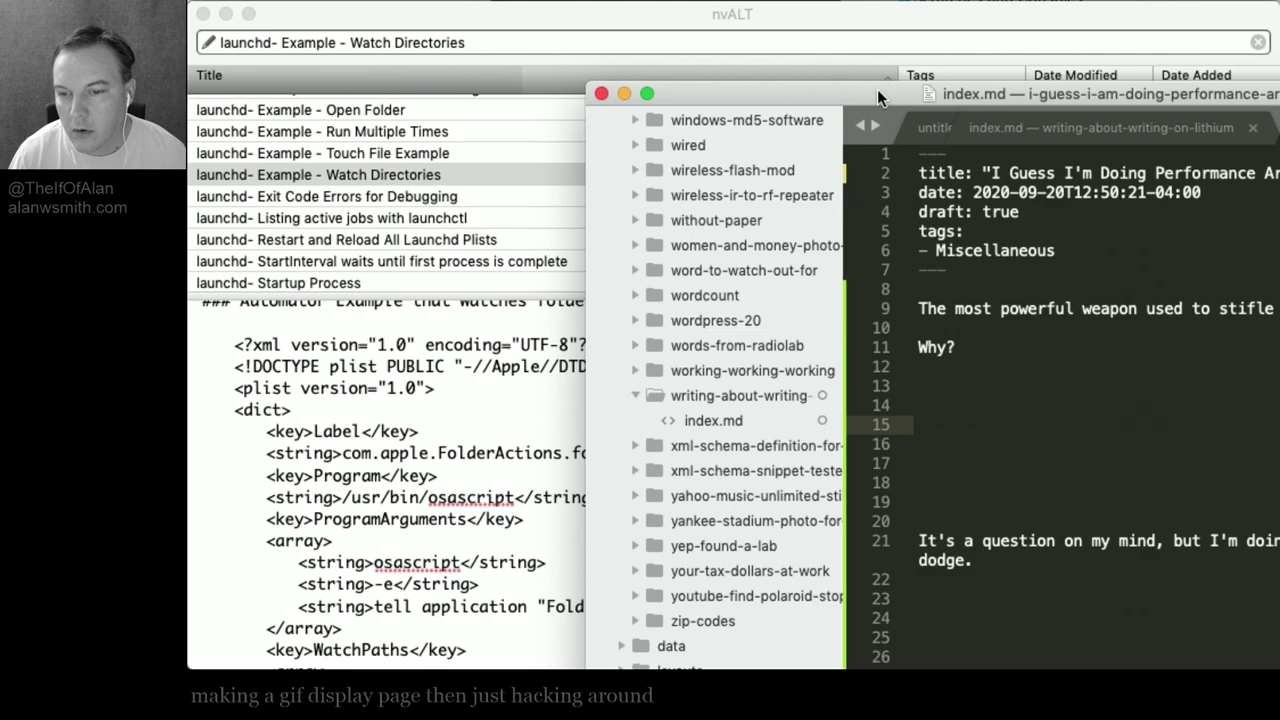 nvALT
launchd- Example - Watch Directories
Title
Tags
Date Modified
Date Added
launchd- Example - Open Folder
launchd- Example - Run Multiple Times
launchd- Example - Touch File Example
launchd- Example - Watch Directories
launchd- Exit Code Errors for Debugging
launchd- Listing active jobs with launchctl
launchd- Restart and Reload All Launchd Plists
launchd- StartInterval waits until first process is complete
launchd- Startup Process
### Automator Example that watches folde
<?xml version="1.0" encoding="UTF-8"?
<!DOCTYPE plist PUBLIC "-//Apple//DTD
<plist version="1.0">
<dict>
<key>Label</key>
<string>com.apple.FolderActions.fo
<key>Program</key>
<string>/usr/bin/osascript</string
<key>ProgramArguments</key>
<array>
<string>osascript</string>
<string>-e</string>
<string>tell application "Fold
</array>
<key>WatchPaths</key>
index.md — i-guess-i-am-doing-performance-ar
windows-md5-software
wired
wireless-flash-mod
wireless-ir-to-rf-repeater
without-paper
women-and-money-photo-
word-to-watch-out-for
wordcount
wordpress-20
words-from-radiolab
working-working-working
writing-about-writing-
<> index.md
xml-schema-definition-for-
xml-schema-snippet-teste
yahoo-music-unlimited-sti
yankee-stadium-photo-for-
yep-found-a-lab
your-tax-dollars-at-work
youtube-find-polaroid-stop
zip-codes
data
layouts
untitl
index.md — writing-about-writing-on-lithium
1 ---
2 title: "I Guess I'm Doing Performance Ar
3 date: 2020-09-20T12:50:21-04:00
4 draft: true
5 tags:
6 - Miscellaneous
7 ---
8
9 The most powerful weapon used to stifle
10
11 Why?
12
13
14
15
16
17
18
19
20
21 It's a question on my mind, but I'm doin
dodge.
22
23
24
25
26
@TheIfOfAlan
alanwsmith.com
making a gif display page then just hacking around